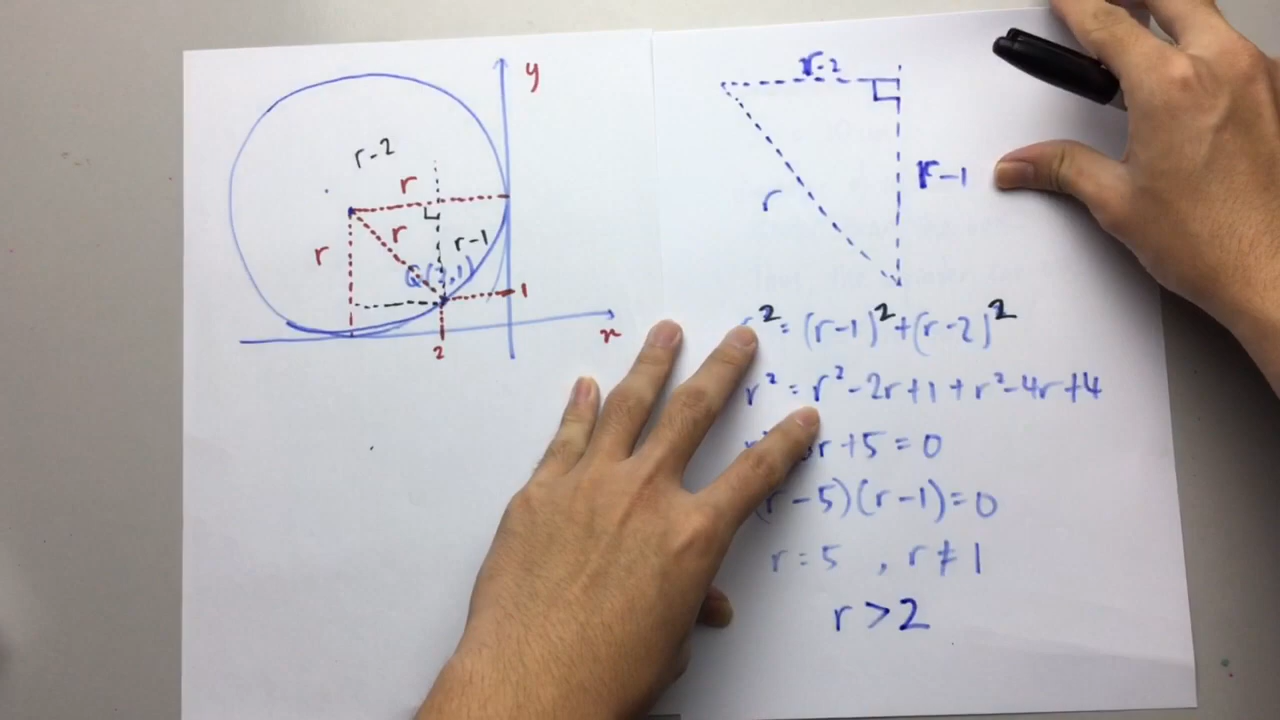 y
r-2
r
r
r
r-1
Q(2,1)
1
2
x
r-2
r-1
r
r² = (r-1)² + (r-2)²
r² = r²-2r+1 + r²-4r+4
r+5 = 0
(r-5)(r-1) = 0
r = 5 , r ≠ 1
r > 2